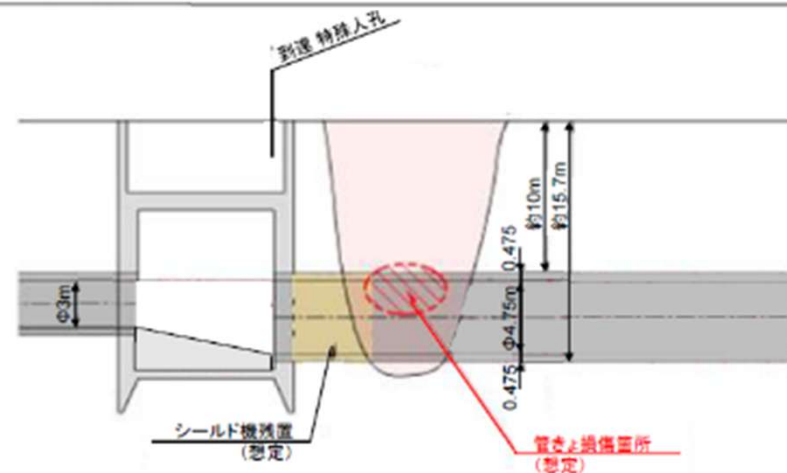 到達 特殊人孔
約10m
約15.7m
0.475
Φ3m
Φ4.75m
0.475
シールド機残置
(想定)
管きょ損傷箇所
(想定)